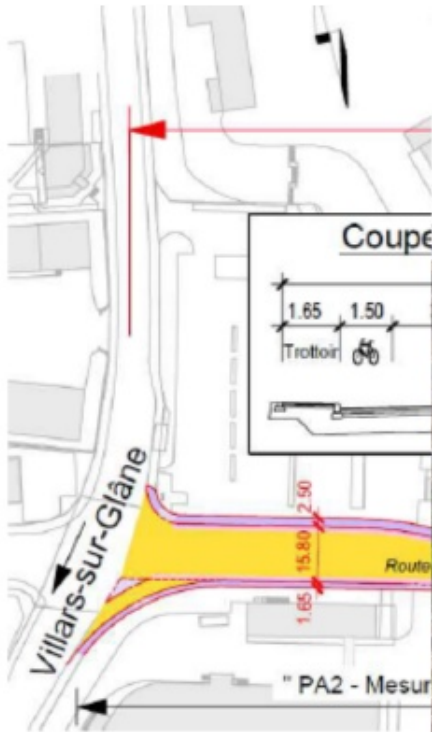 Coupe
1.65 1.50
Trottoir
Villars-sur-Glâne
2.50
15.80
1.65
Route
" PA2 - Mesur